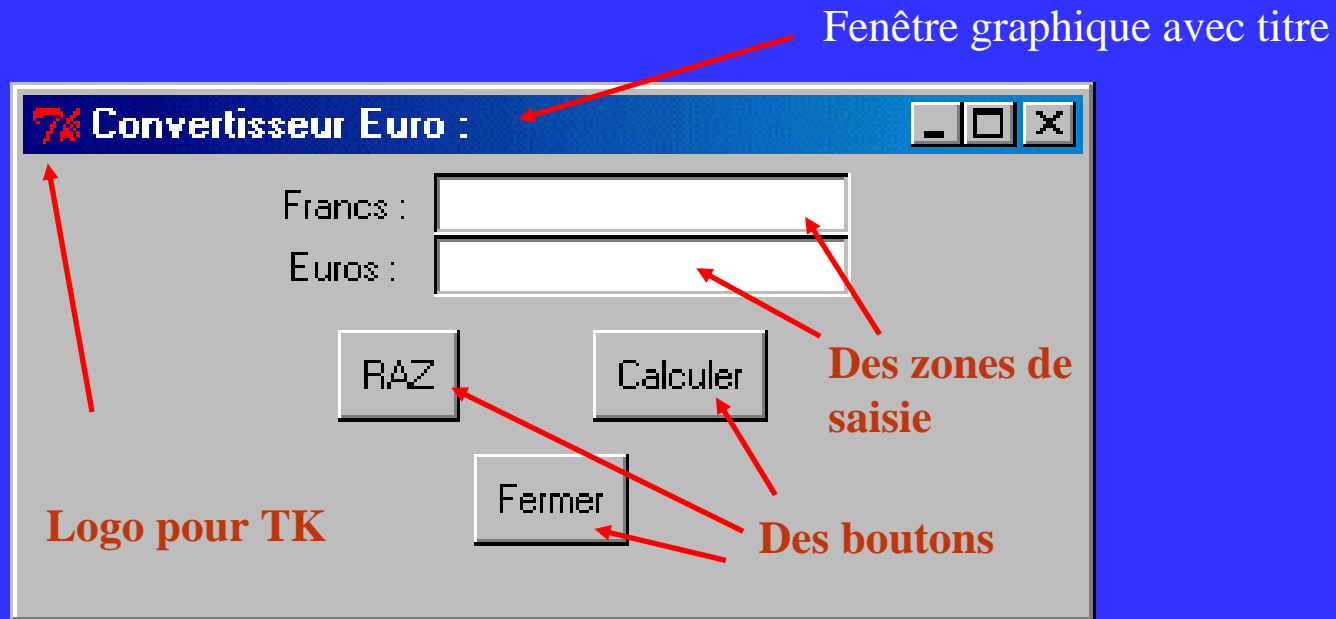 Fenêtre graphique avec titre
Convertisseur Euro :
Francs :
Euros :
RAZ
Calculer
Des zones de
saisie
Fermer
Logo pour TK
Des boutons